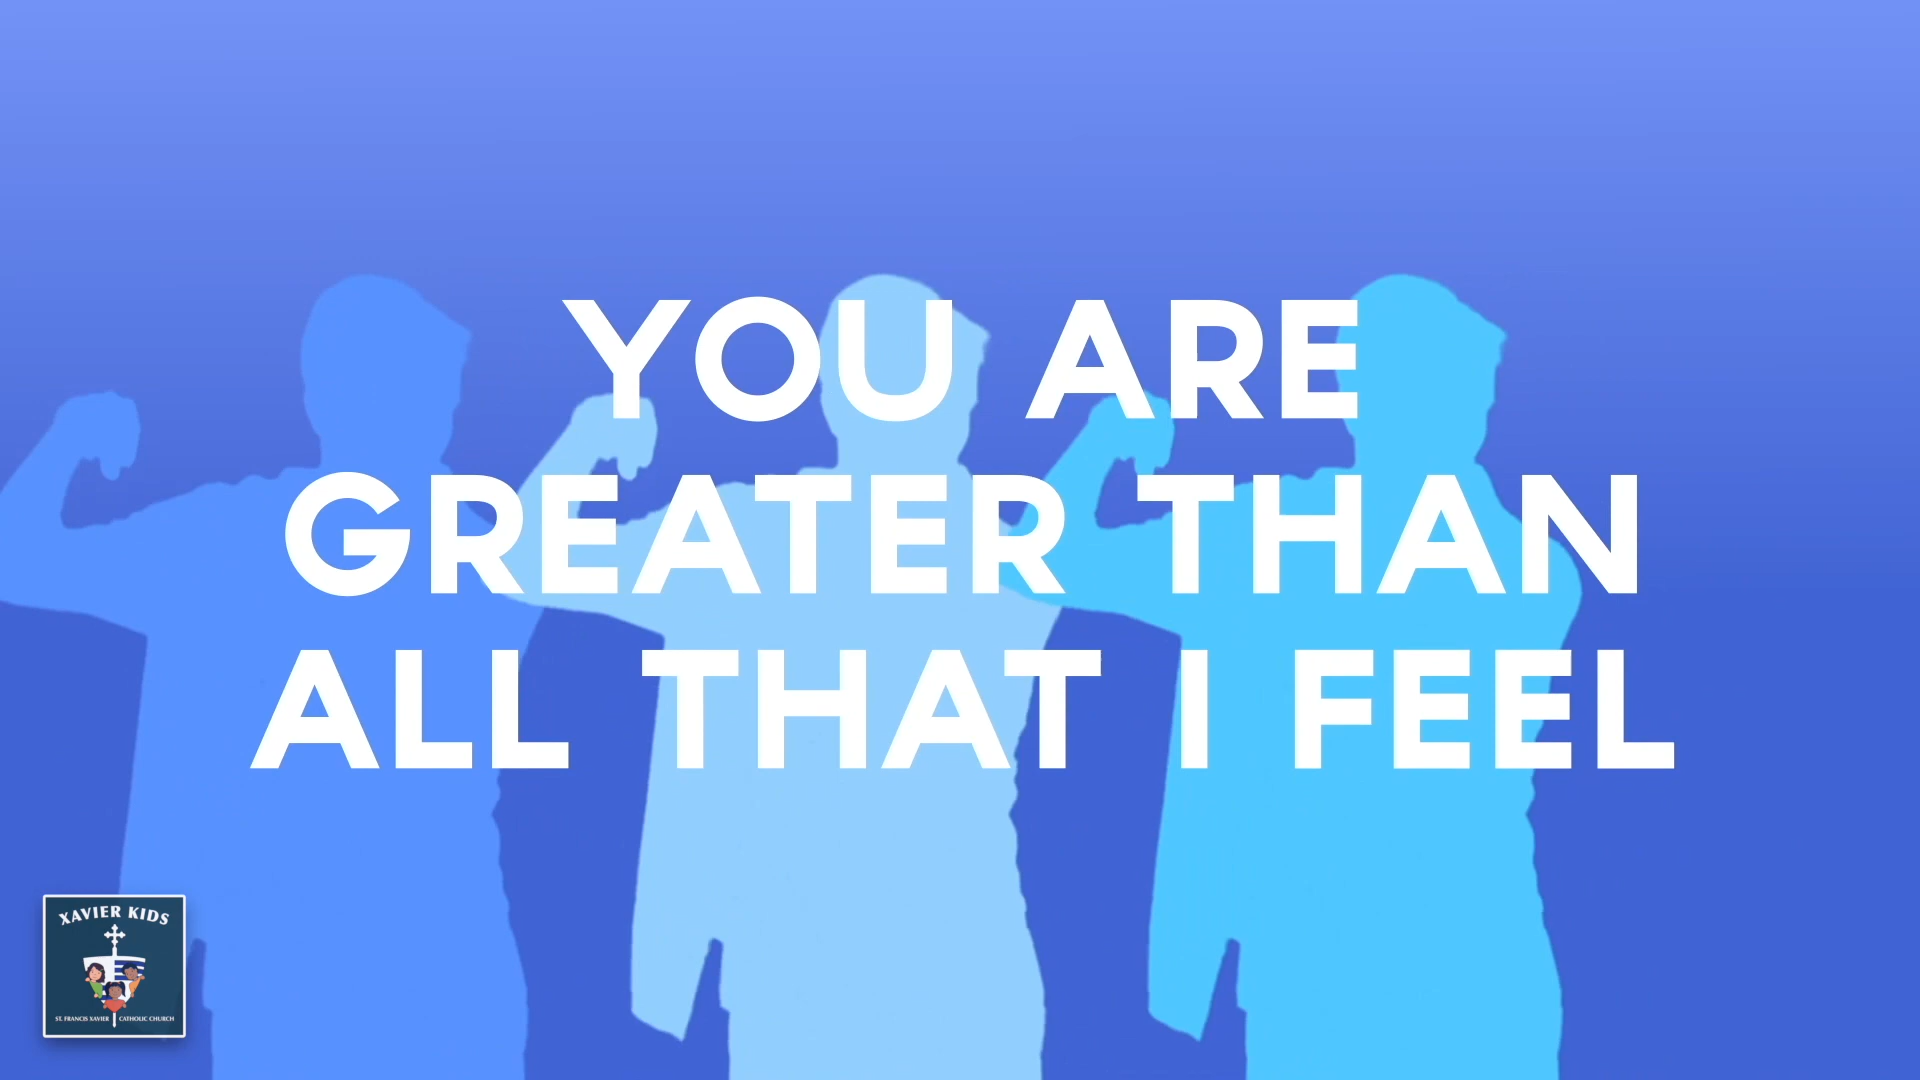 YOU ARE
GREATER THAN
ALL THAT I FEEL
XAVIER KIDS
ST. FRANCIS XAVIER CATHOLIC CHURCH